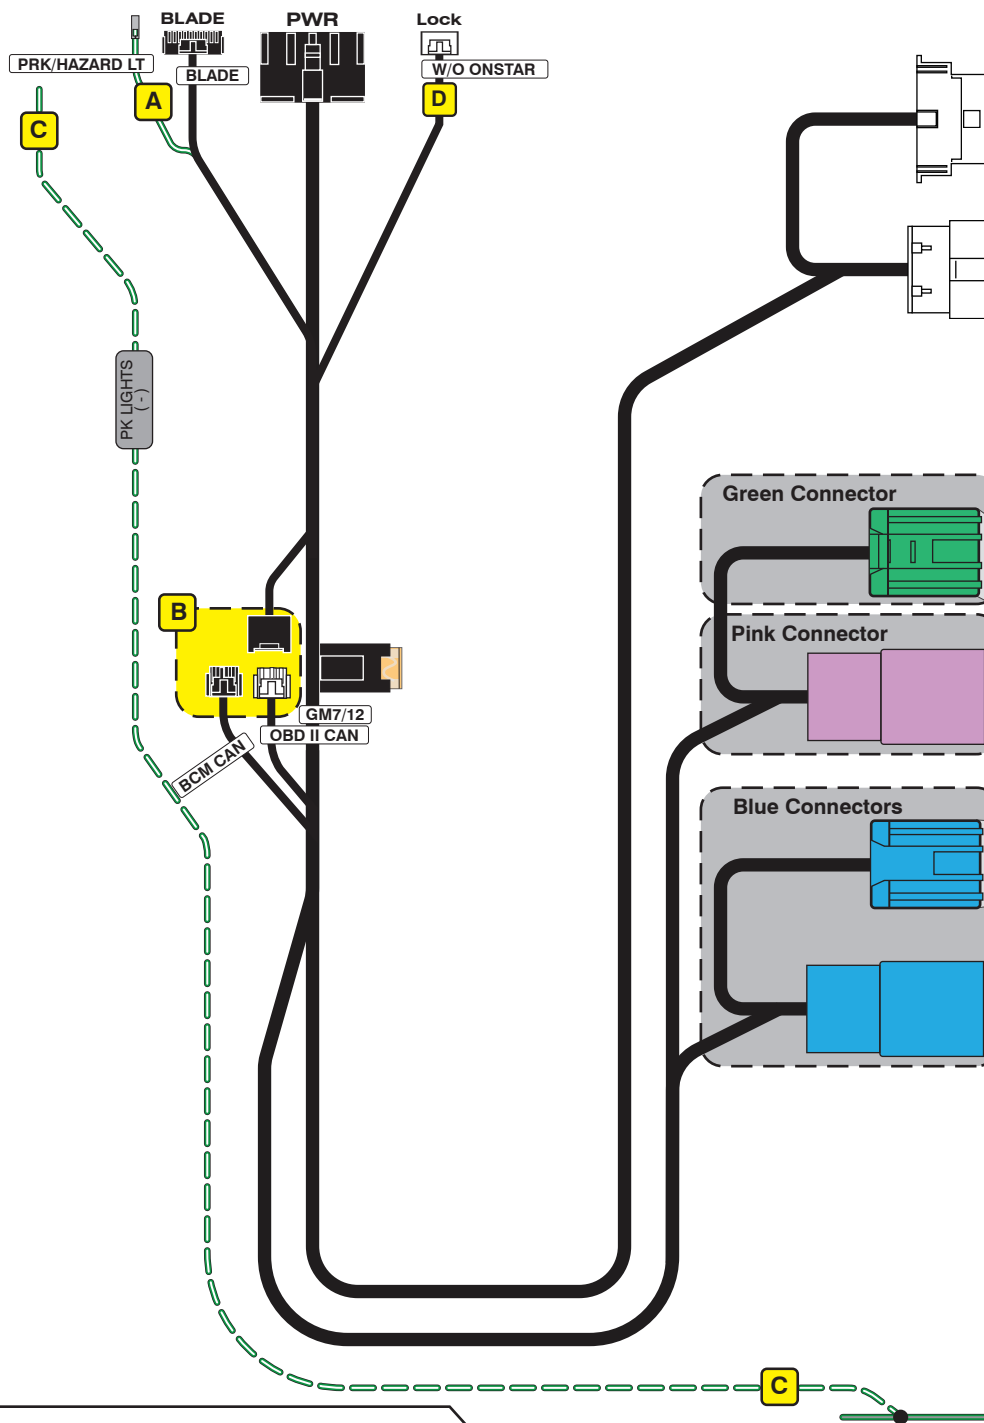 BLADE
PWR
Lock
PRK/HAZARD LT
BLADE
W/O ONSTAR
A
D
C
PK LIGHTS
( - )
Green Connector
B
Pink Connector
GM7/12
OBD II CAN
BCM CAN
Blue Connectors
C